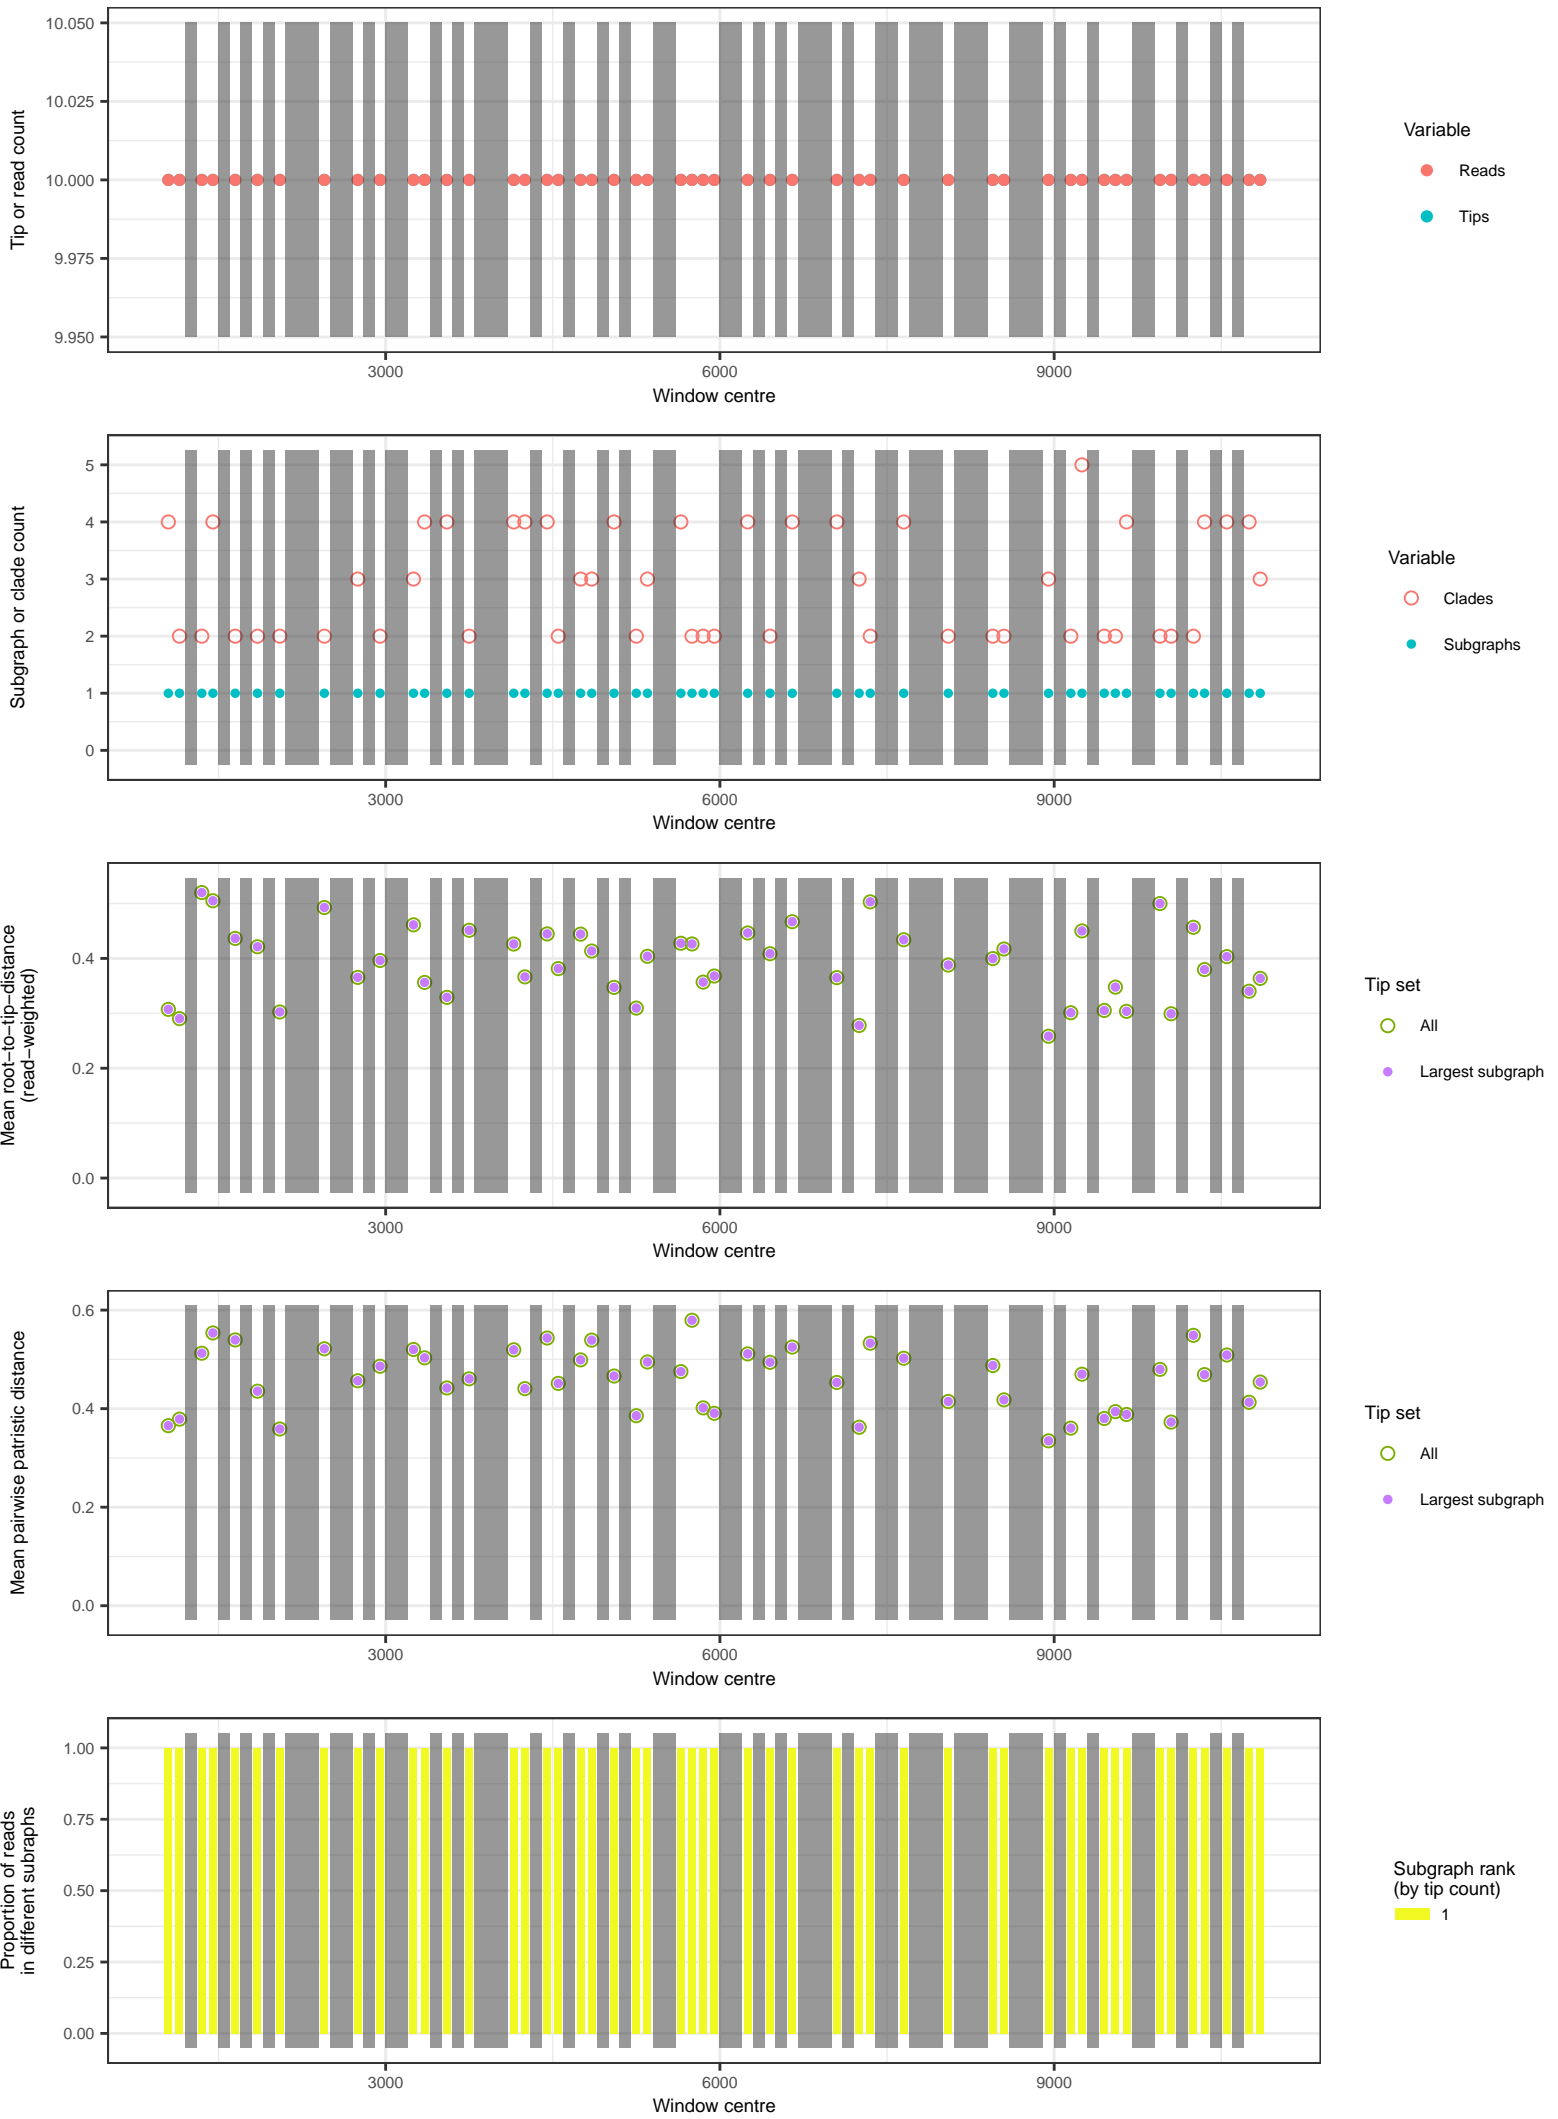 10.050
10.025
10.000
9.975
9.950
Tip or read count
3000
6000
9000
Window centre
Variable
Reads
Tips
5
4
3
2
1
0
Subgraph or clade count
3000
6000
9000
Window centre
Variable
Clades
Subgraphs
0.4
0.2
0.0
Mean root−to−tip−distance
(read−weighted)
3000
6000
9000
Window centre
Tip set
All
Largest subgraph
0.6
0.4
0.2
0.0
Mean pairwise patristic distance
3000
6000
9000
Window centre
Tip set
All
Largest subgraph
1.00
0.75
0.50
0.25
0.00
Proportion of reads
in different subraphs
3000
6000
9000
Window centre
Subgraph rank
(by tip count)
1